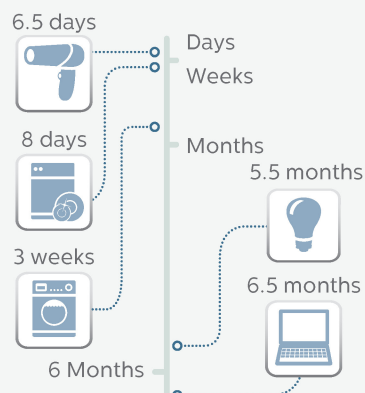 6.5 days
Days
Weeks
8 days
Months
5.5 months
3 weeks
6.5 months
6 Months